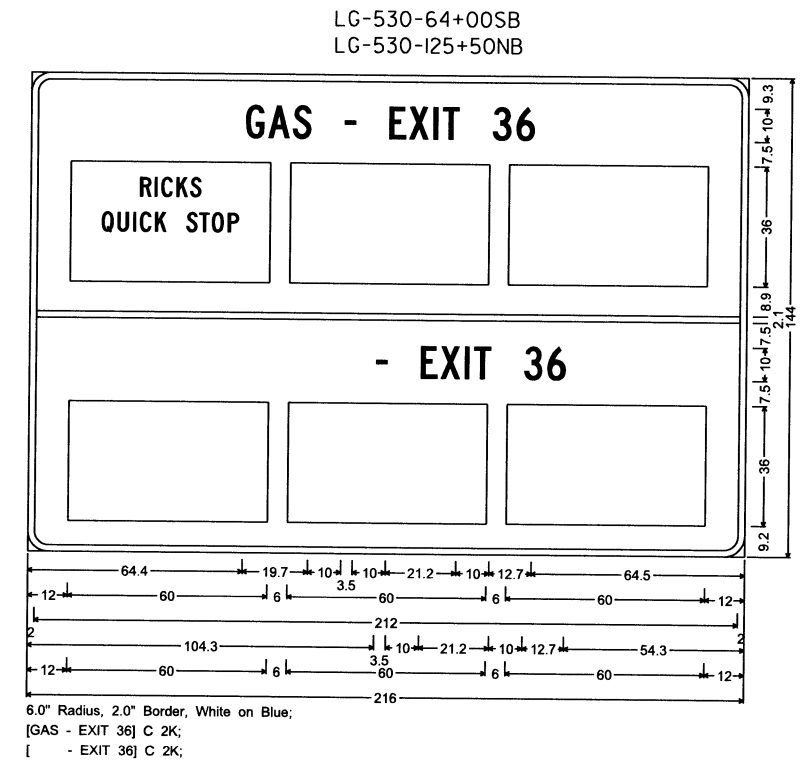 LG-530-64+00SB
LG-530-125+50NB
GAS - EXIT 36
RICKS
QUICK STOP
- EXIT 36
9.3
10
7.5
36
8.9
2.1
144
7.5
10
7.5
36
9.2
64.4 19.7 10 3.5 10 21.2 10 12.7 64.5
12 60 6 60 6 60 12
2 212 2
104.3 3.5 10 21.2 10 12.7 54.3
12 60 6 60 6 60 12
216
6.0" Radius, 2.0" Border, White on Blue;
[GAS - EXIT 36] C 2K;
[ - EXIT 36] C 2K;